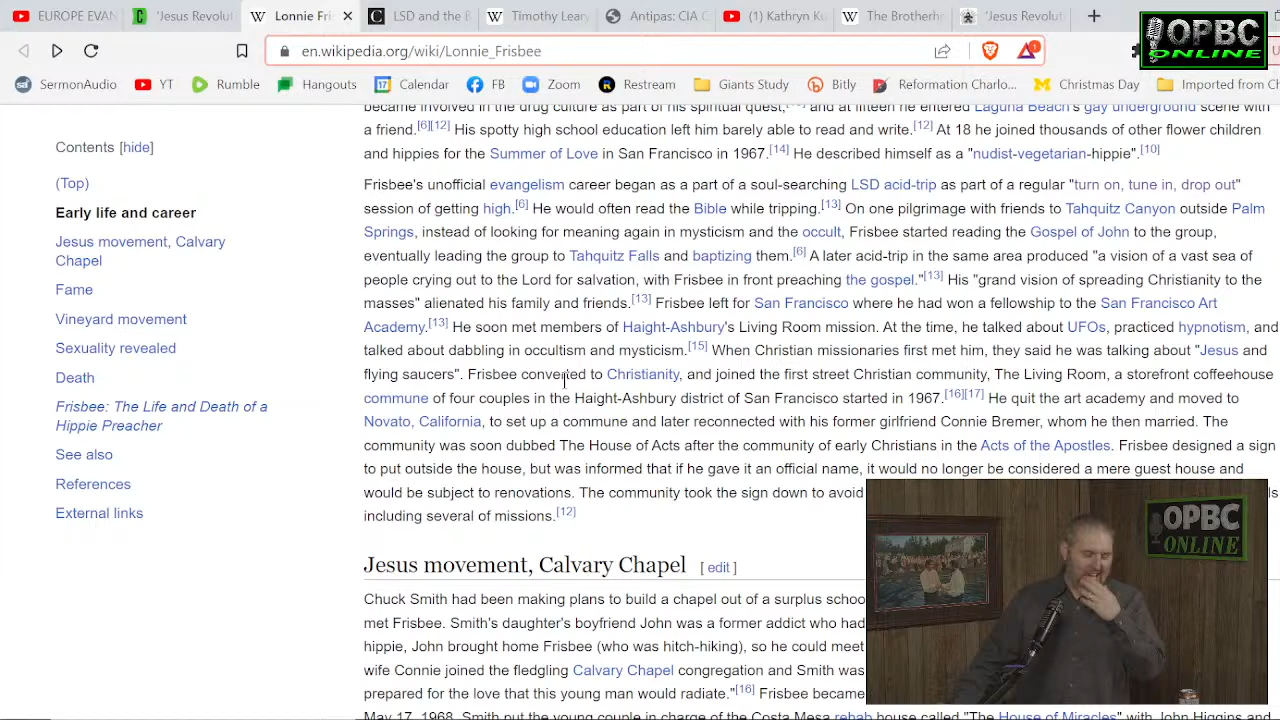 EUROPE EVAN
'Jesus Revolut
Lonnie Fris
LSD and the
Timothy Leary
Antipas: CIA C
(1) Kathryn K
The Brotherh
'Jesus Revolut
en.wikipedia.org/wiki/Lonnie_Frisbee
OPBC
ONLINE
SermonAudio
YT
Rumble
Hangouts
Calendar
FB
Zoom
Restream
Giants Study
Bitly
Reformation Charlo...
Christmas Day
Imported from Ch
became involved in the drug culture as part of his spiritual quest, and at fifteen he entered Laguna Beach's gay underground scene with
a friend.[6][12] His spotty high school education left him barely able to read and write.[12] At 18 he joined thousands of other flower children
and hippies for the Summer of Love in San Francisco in 1967.[14] He described himself as a "nudist-vegetarian-hippie".[10]
Contents [hide]
(Top)
Early life and career
Jesus movement, Calvary
Chapel
Fame
Vineyard movement
Sexuality revealed
Death
Frisbee: The Life and Death of a
Hippie Preacher
See also
References
External links
Frisbee's unofficial evangelism career began as a part of a soul-searching LSD acid-trip as part of a regular "turn on, tune in, drop out"
session of getting high.[6] He would often read the Bible while tripping.[13] On one pilgrimage with friends to Tahquitz Canyon outside Palm
Springs, instead of looking for meaning again in mysticism and the occult, Frisbee started reading the Gospel of John to the group,
eventually leading the group to Tahquitz Falls and baptizing them.[6] A later acid-trip in the same area produced "a vision of a vast sea of
people crying out to the Lord for salvation, with Frisbee in front preaching the gospel."[13] His "grand vision of spreading Christianity to the
masses" alienated his family and friends.[13] Frisbee left for San Francisco where he had won a fellowship to the San Francisco Art
Academy.[13] He soon met members of Haight-Ashbury's Living Room mission. At the time, he talked about UFOs, practiced hypnotism, and
talked about dabbling in occultism and mysticism.[15] When Christian missionaries first met him, they said he was talking about "Jesus and
flying saucers". Frisbee converted to Christianity, and joined the first street Christian community, The Living Room, a storefront coffeehouse
commune of four couples in the Haight-Ashbury district of San Francisco started in 1967.[16][17] He quit the art academy and moved to
Novato, California, to set up a commune and later reconnected with his former girlfriend Connie Bremer, whom he then married. The
community was soon dubbed The House of Acts after the community of early Christians in the Acts of the Apostles. Frisbee designed a sign
to put outside the house, but was informed that if he gave it an official name, it would no longer be considered a mere guest house and
would be subject to renovations. The community took the sign down to avoid
including several of missions.[12]
Jesus movement, Calvary Chapel [ edit ]
Chuck Smith had been making plans to build a chapel out of a surplus schoo
met Frisbee. Smith's daughter's boyfriend John was a former addict who had
hippie, John brought home Frisbee (who was hitch-hiking), so he could meet
wife Connie joined the fledgling Calvary Chapel congregation and Smith was
prepared for the love that this young man would radiate."[16] Frisbee became
May 17, 1968, Smith put the young couple in charge of the Costa Mesa rehab house called "The House of Miracles" with John Higgins and
OPBC
ONLINE